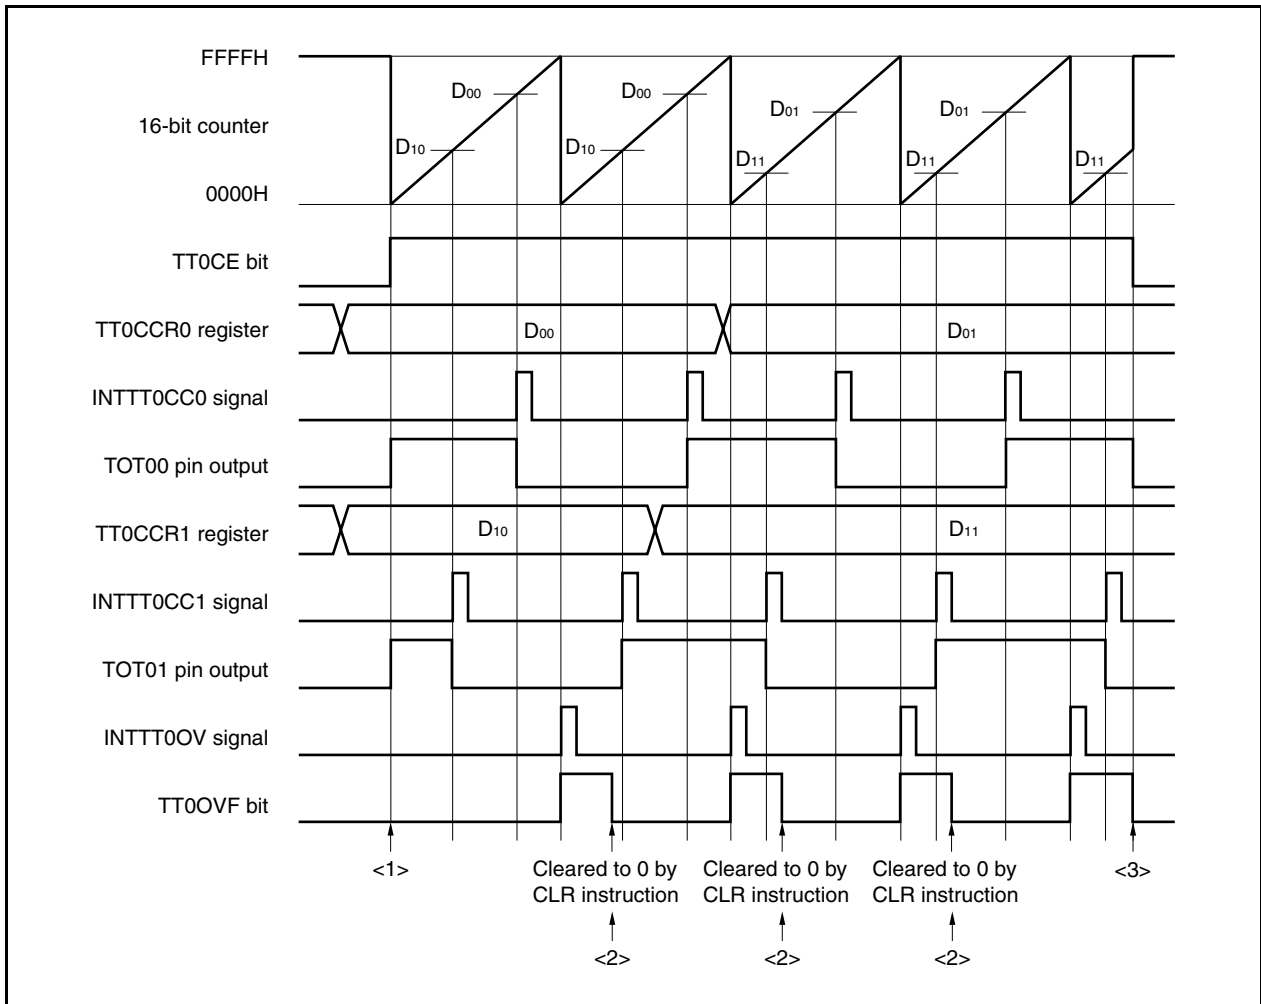 FFFFH
D00 D00
D01 D01
16-bit counter
D10 D10
D11 D11 D11
0000H
TT0CE bit
TT0CCR0 register D00 D01
INTTT0CC0 signal
TOT00 pin output
TT0CCR1 register D10 D11
INTTT0CC1 signal
TOT01 pin output
INTTT0OV signal
TT0OVF bit
<1> Cleared to 0 by Cleared to 0 by Cleared to 0 by <3>
CLR instruction CLR instruction CLR instruction
<2> <2> <2>